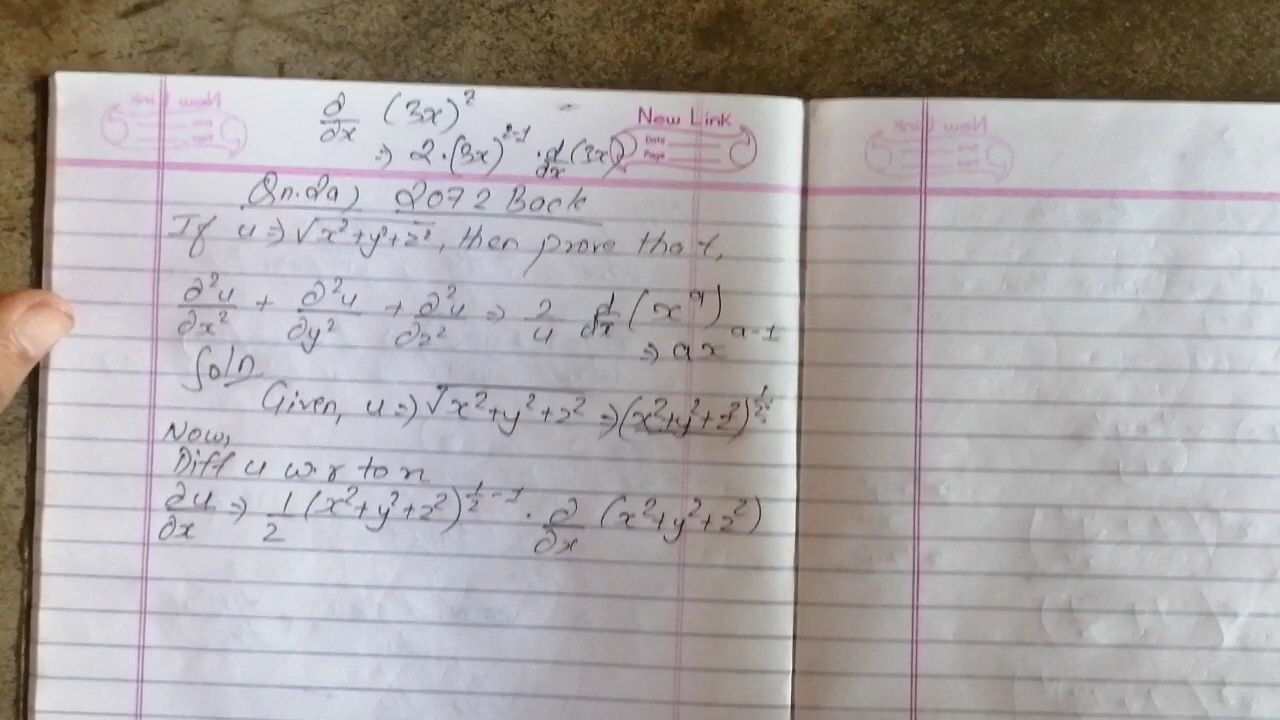 ∂/∂x (3x)²
New Link
Date
Page
⇒ 2·(3x)²⁻¹ · d/dx (3x)
Qn.2a) 2072 Back
If u ⇒ √x²+y²+z², then prove that,
∂²u/∂x² + ∂²u/∂y² + ∂²u/∂z² ⇒ 2/u d/dx (xᵃ)
⇒ axᵃ⁻¹
Soln
Given, u ⇒ √x²+y²+z² ⇒ (x²+y²+z²)^1/2
Now,
Diff u w.r to x
∂u/∂x ⇒ 1/2 (x²+y²+z²)^1/2-1 · ∂/∂x (x²+y²+z²)